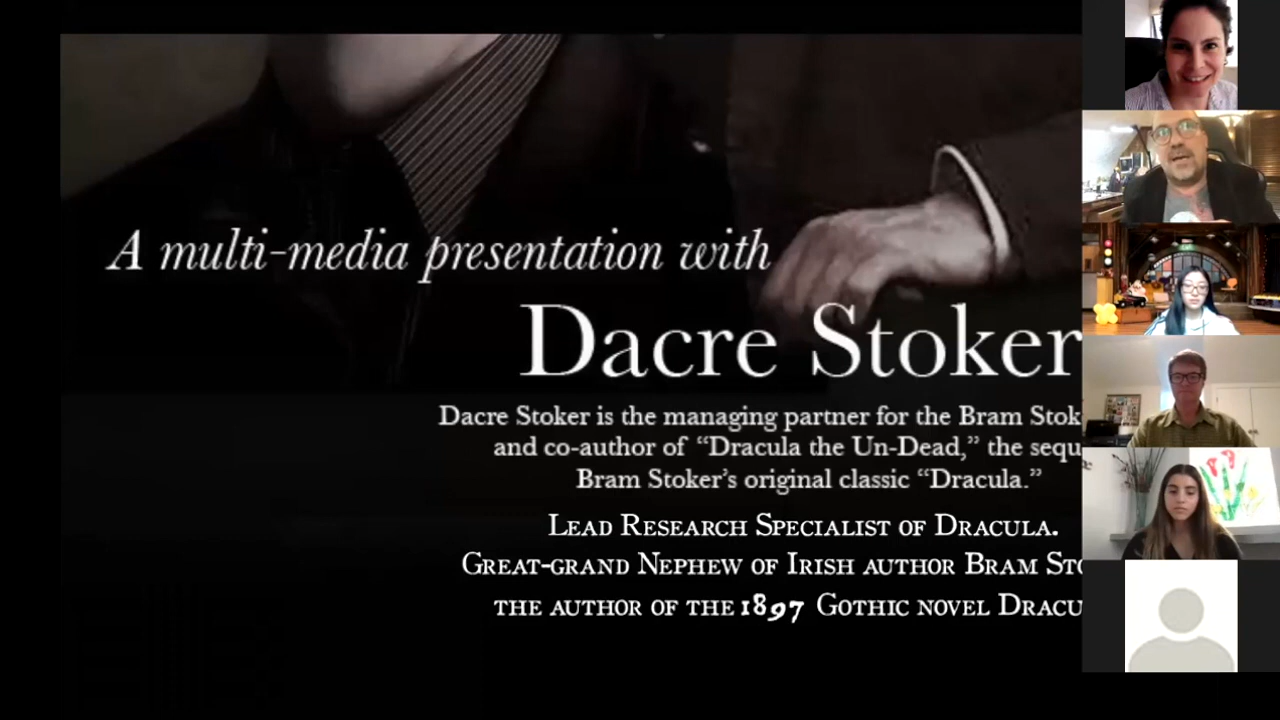 A multi-media presentation with
Dacre Stoker
Dacre Stoker is the managing partner for the Bram Stok
and co-author of “Dracula the Un-Dead,” the sequ
Bram Stoker’s original classic “Dracula.”
LEAD RESEARCH SPECIALIST OF DRACULA.
GREAT-GRAND NEPHEW OF IRISH AUTHOR BRAM STO
THE AUTHOR OF THE 1897 GOTHIC NOVEL DRACU